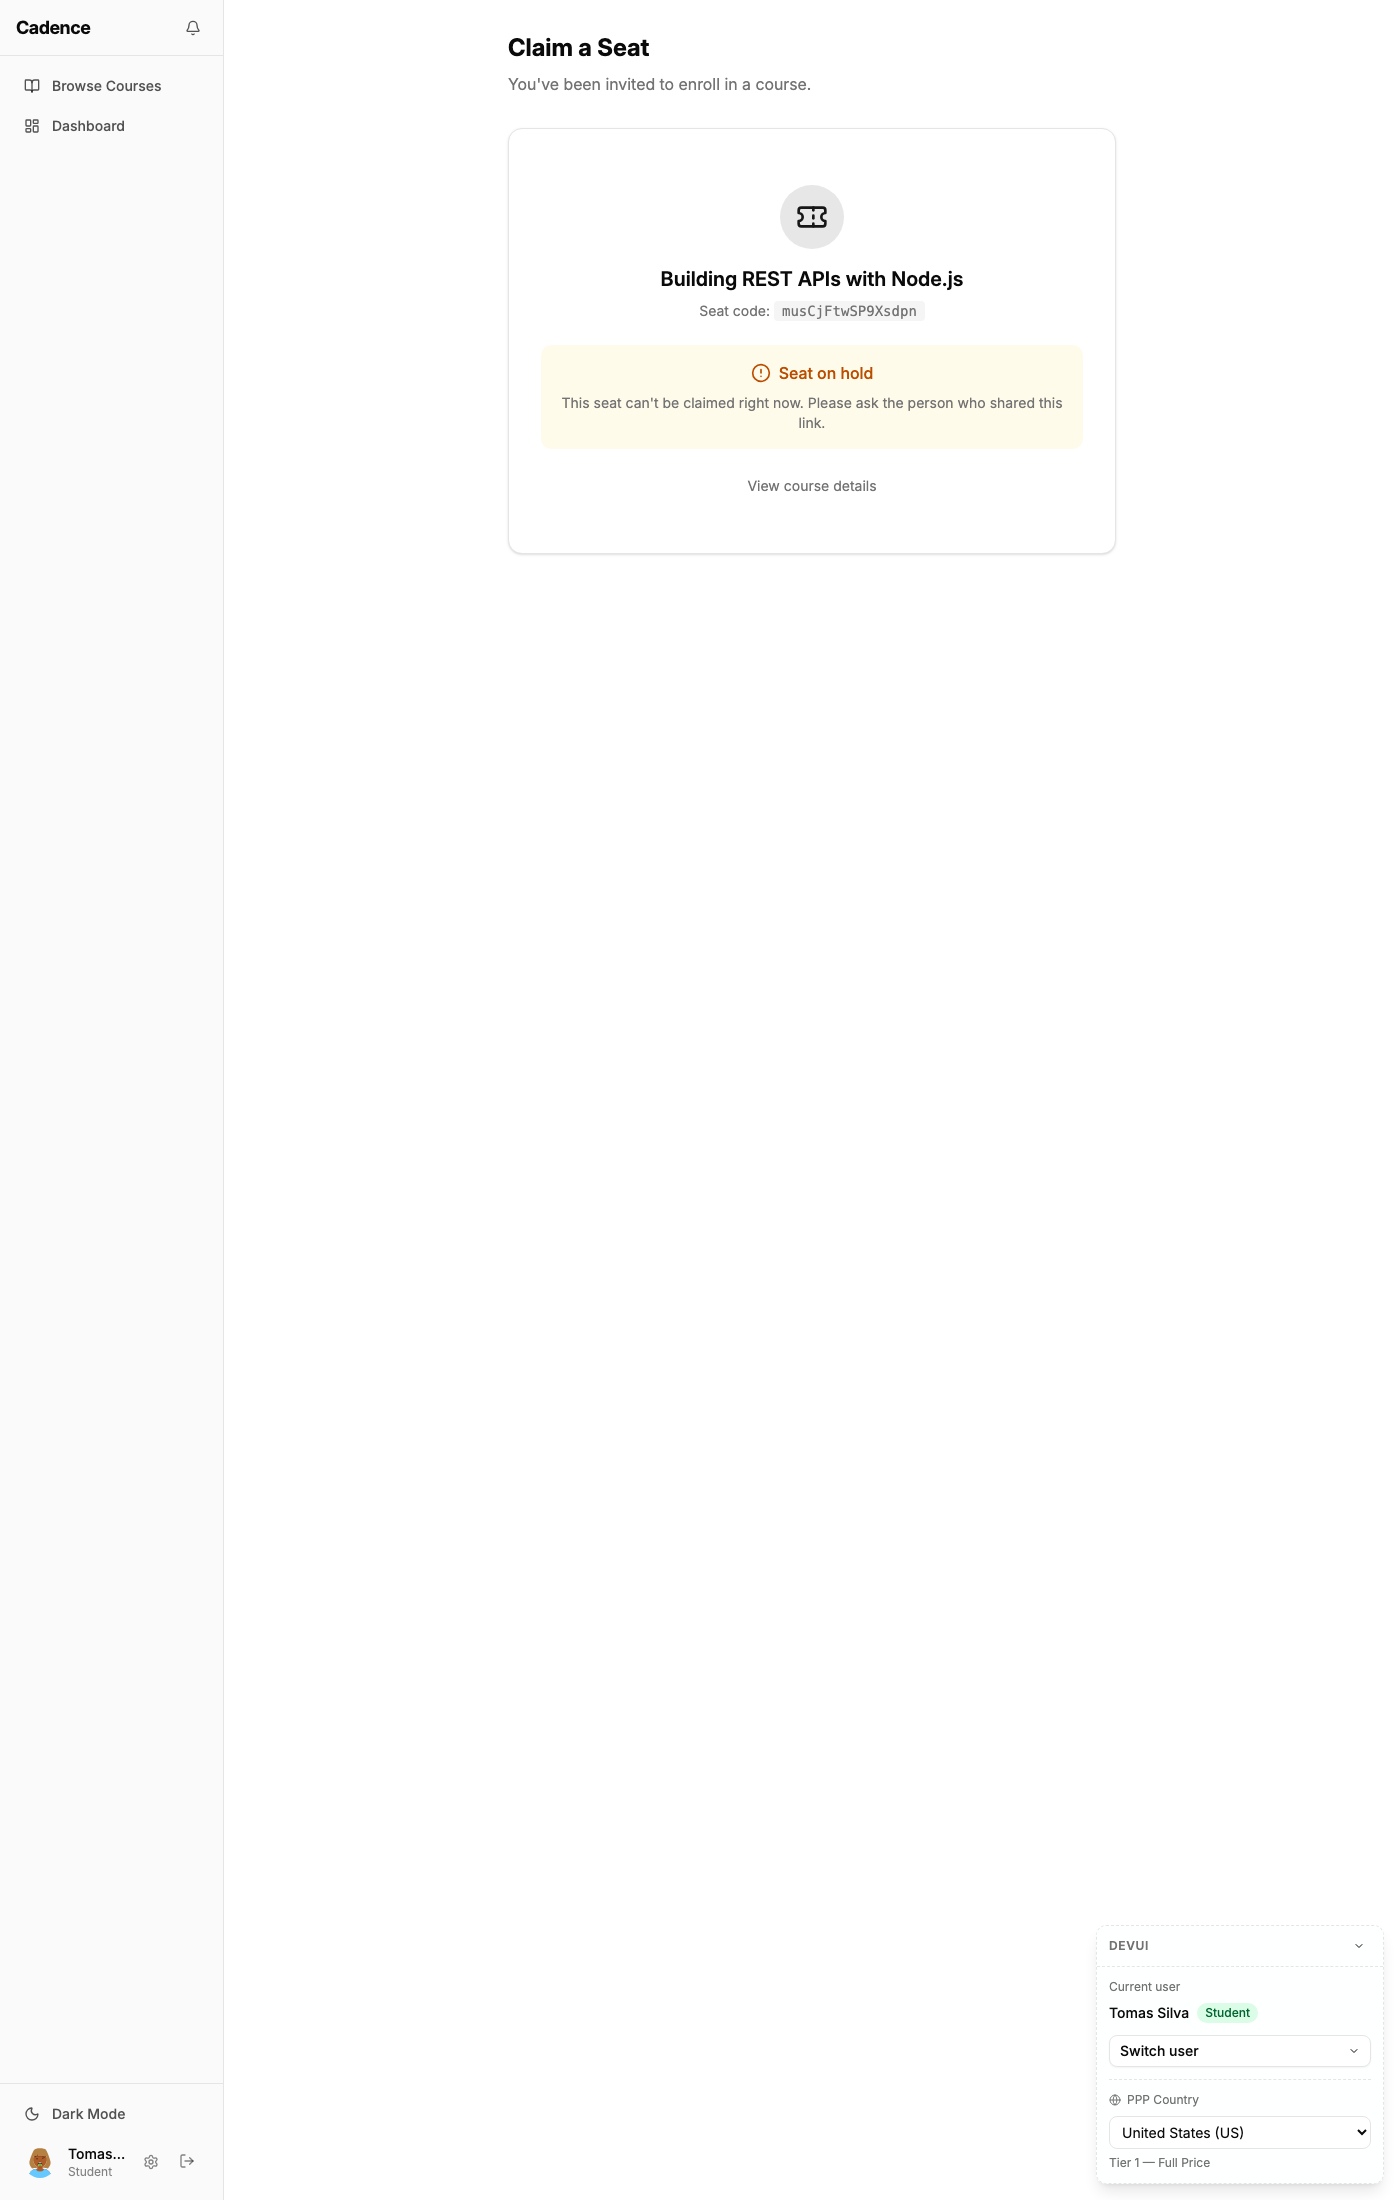 Cadence
Browse Courses
Dashboard
Claim a Seat
You've been invited to enroll in a course.
Building REST APIs with Node.js
Seat code: musCjFtwSP9Xsdpn
Seat on hold
This seat can't be claimed right now. Please ask the person who shared this
link.
View course details
DEVUI
Current user
Tomas Silva Student
Switch user
PPP Country
United States (US)
Tier 1 — Full Price
Dark Mode
Tomas...
Student